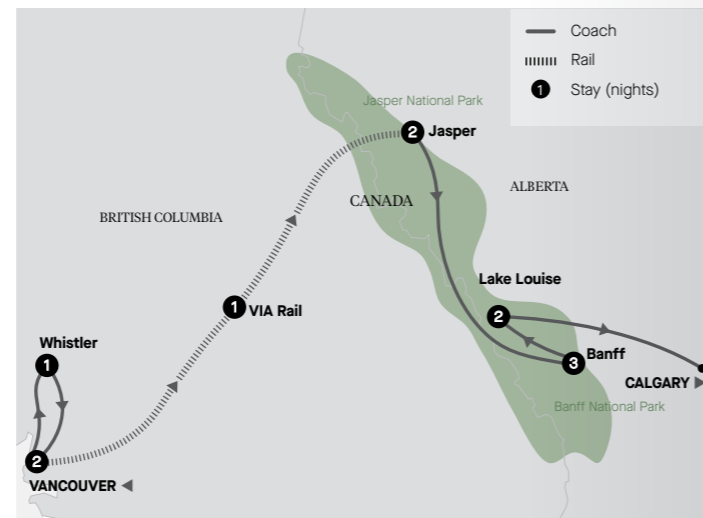 Coach
Rail
1 Stay (nights)
Jasper National Park
2 Jasper
CANADA
ALBERTA
BRITISH COLUMBIA
Lake Louise
2
1 VIA Rail
Whistler
1
Banff
3
CALGARY
Banff National Park
2
VANCOUVER